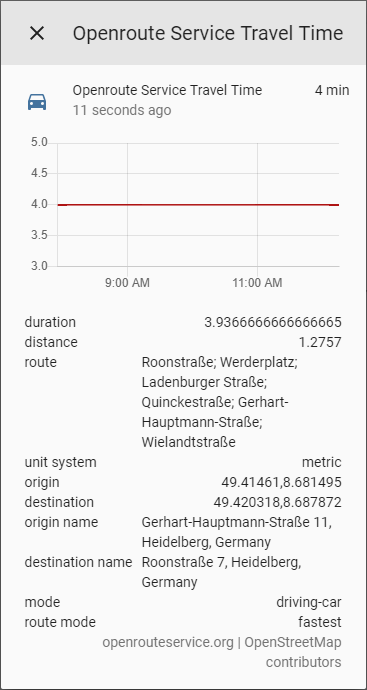 Openroute Service Travel Time
Openroute Service Travel Time 4 min
11 seconds ago
5.0
4.5
4.0
3.5
3.0
9:00 AM 11:00 AM
duration 3.9366666666666665
distance 1.2757
route Roonstraße; Werderplatz;
Ladenburger Straße;
Quinckestraße; Gerhart-
Hauptmann-Straße;
Wielandtstraße
unit system metric
origin 49.41461,8.681495
destination 49.420318,8.687872
origin name Gerhart-Hauptmann-Straße 11,
Heidelberg, Germany
destination name Roonstraße 7, Heidelberg,
Germany
mode driving-car
route mode fastest
openrouteservice.org | OpenStreetMap
contributors